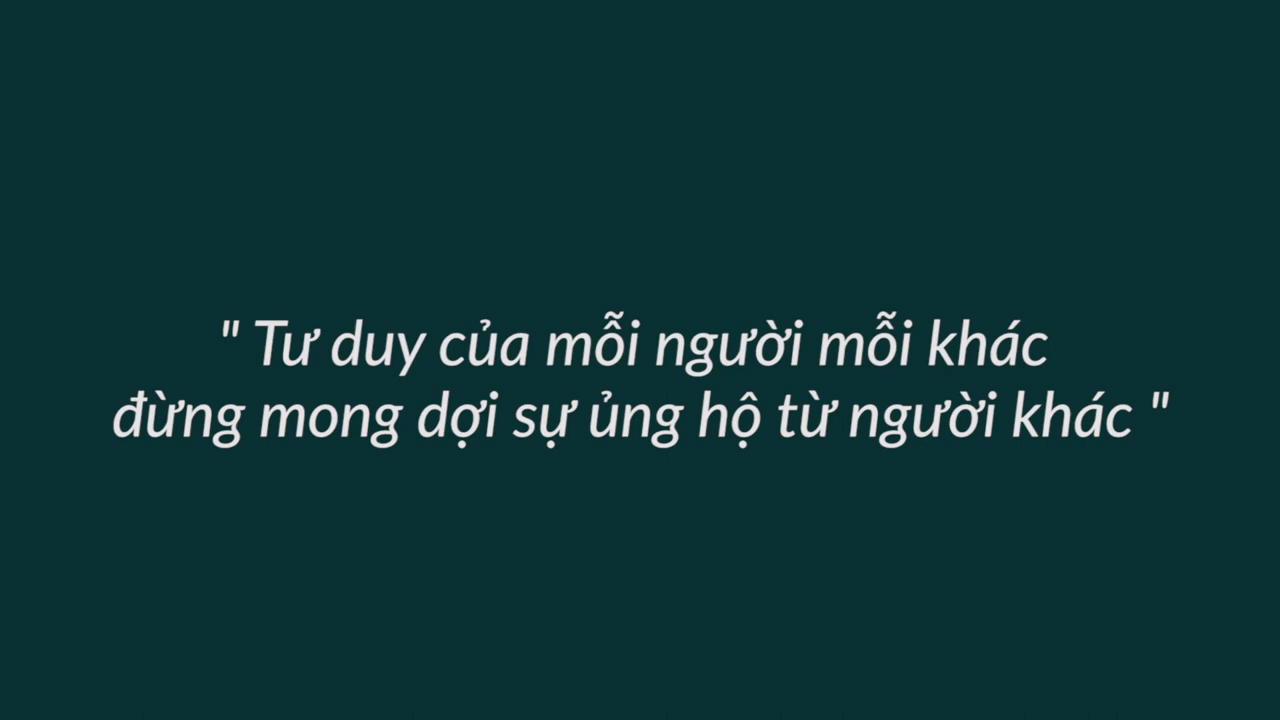 " Tư duy của mỗi người mỗi khác
đừng mong dợi sự ủng hộ từ người khác "